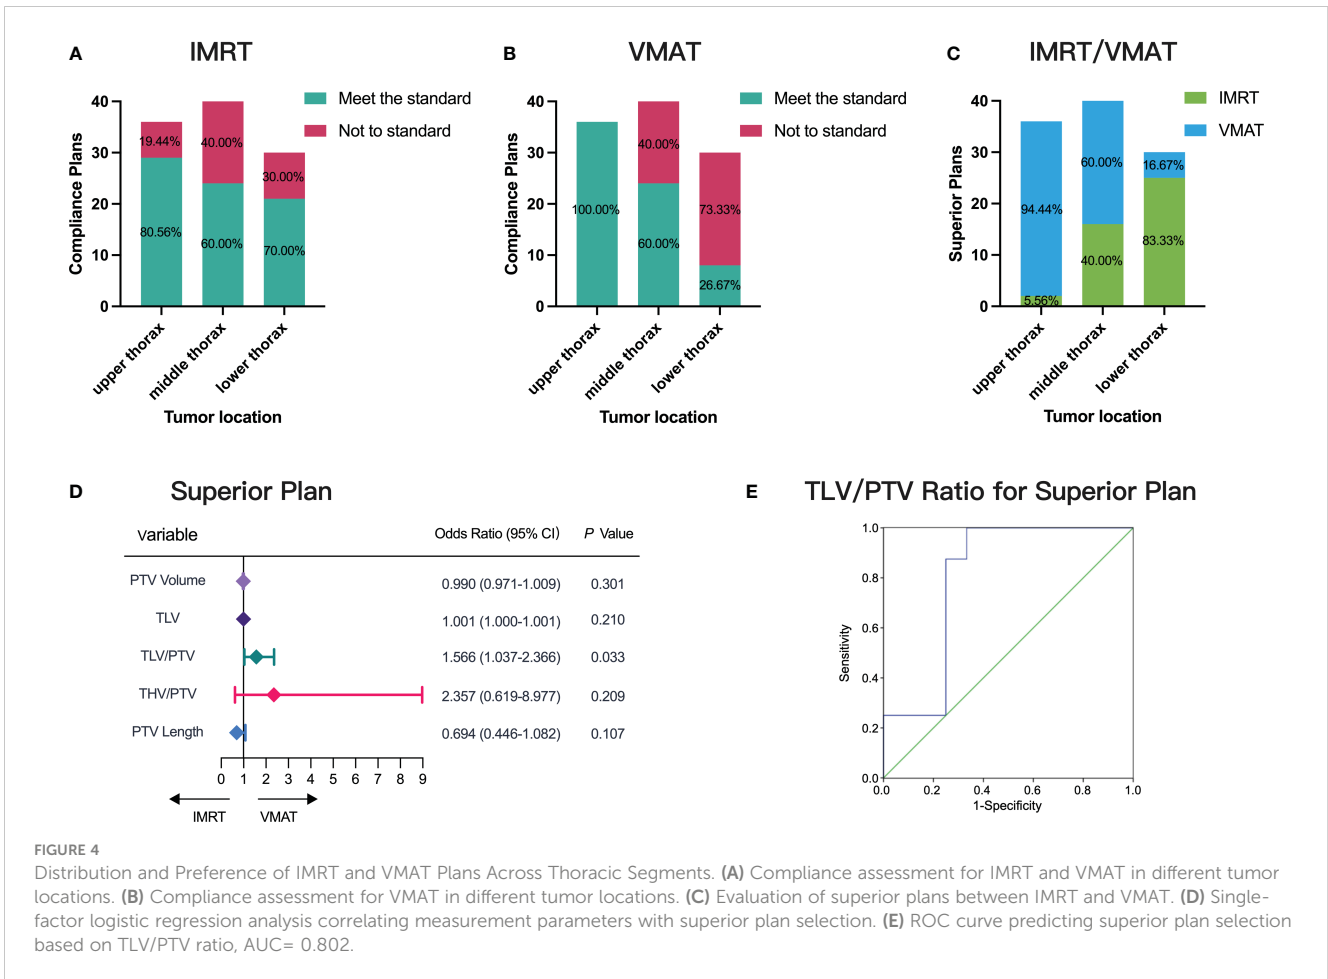 A
IMRT
Meet the standard
Not to standard
Compliance Plans
40
30
20
10
0
19.44%
80.56%
40.00%
60.00%
30.00%
70.00%
upper thorax
middle thorax
lower thorax
Tumor location
B
VMAT
Meet the standard
Not to standard
Compliance Plans
40
30
20
10
0
100.00%
40.00%
60.00%
73.33%
26.67%
upper thorax
middle thorax
lower thorax
Tumor location
C
IMRT/VMAT
IMRT
VMAT
Superior Plans
40
30
20
10
0
94.44%
5.56%
60.00%
40.00%
16.67%
83.33%
upper thorax
middle thorax
lower thorax
Tumor location
D
Superior Plan
variable Odds Ratio (95% CI) P Value
PTV Volume 0.990 (0.971-1.009) 0.301
TLV 1.001 (1.000-1.001) 0.210
TLV/PTV 1.566 (1.037-2.366) 0.033
THV/PTV 2.357 (0.619-8.977) 0.209
PTV Length 0.694 (0.446-1.082) 0.107
0 1 2 3 4 5 6 7 8 9
IMRT VMAT
E
TLV/PTV Ratio for Superior Plan
Sensitivity
1.0
0.8
0.6
0.4
0.2
0.0
0.0 0.2 0.4 0.6 0.8 1.0
1-Specificity
FIGURE 4
Distribution and Preference of IMRT and VMAT Plans Across Thoracic Segments. (A) Compliance assessment for IMRT and VMAT in different tumor
locations. (B) Compliance assessment for VMAT in different tumor locations. (C) Evaluation of superior plans between IMRT and VMAT. (D) Single-
factor logistic regression analysis correlating measurement parameters with superior plan selection. (E) ROC curve predicting superior plan selection
based on TLV/PTV ratio, AUC= 0.802.